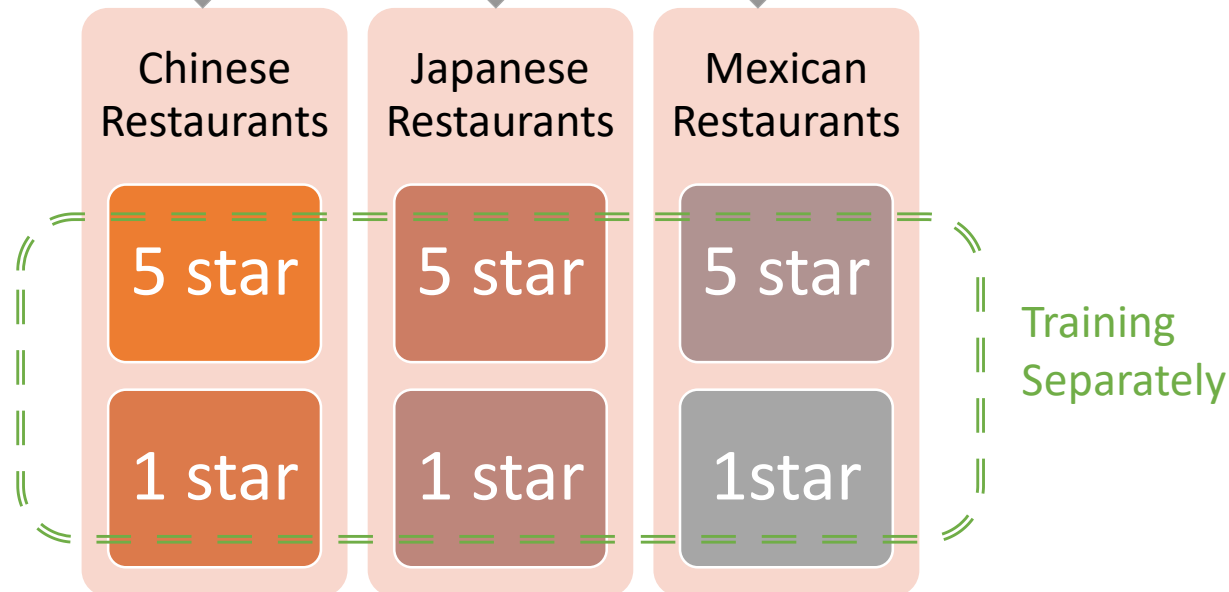 Chinese
Restaurants
Japanese
Restaurants
Mexican
Restaurants
5 star
5 star
5 star
1 star
1 star
1star
Training
Separately